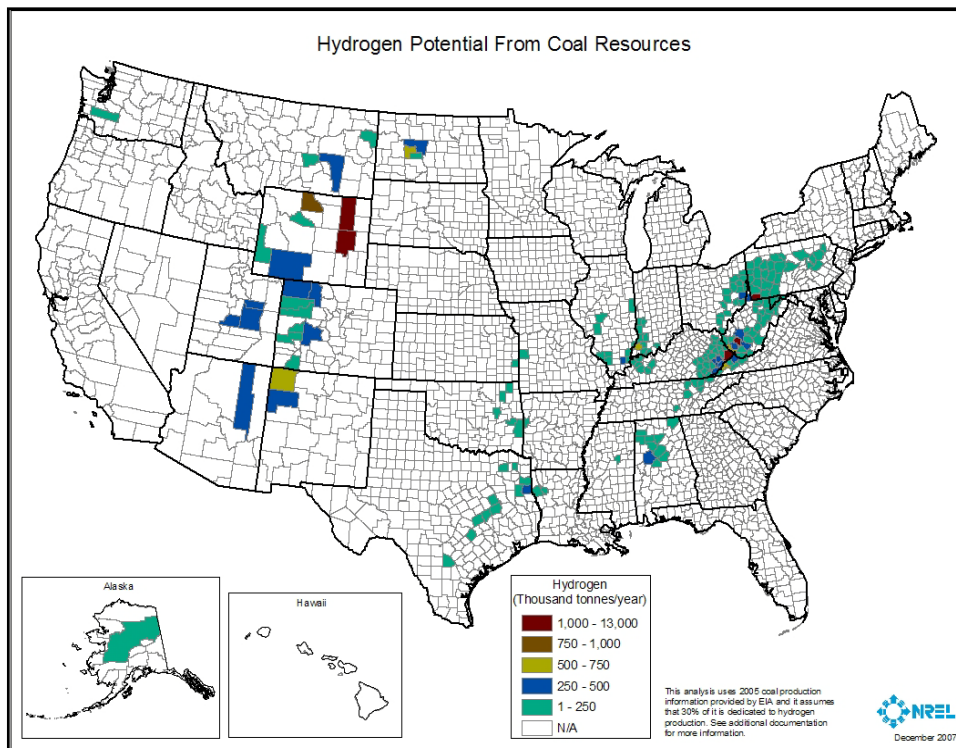 Hydrogen Potential From Coal Resources
Alaska
Hawaii
Hydrogen
(Thousand tonnes/year)
1,000 - 13,000
750 - 1,000
500 - 750
250 - 500
1 - 250
N/A
This analysis uses 2005 coal production
information provided by EIA and it assumes
that 30% of it is dedicated to hydrogen
production. See additional documentation
for more information.
NREL
December 2007